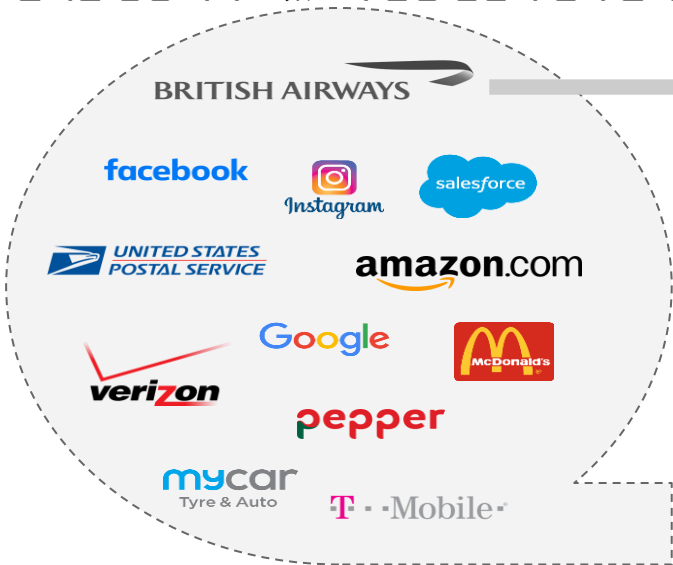 BRITISH AIRWAYS
facebook
Instagram
salesforce
UNITED STATES
POSTAL SERVICE
amazon.com
Google
McDonald's
verizon
pepper
mycar
Tyre & Auto
T-Mobile